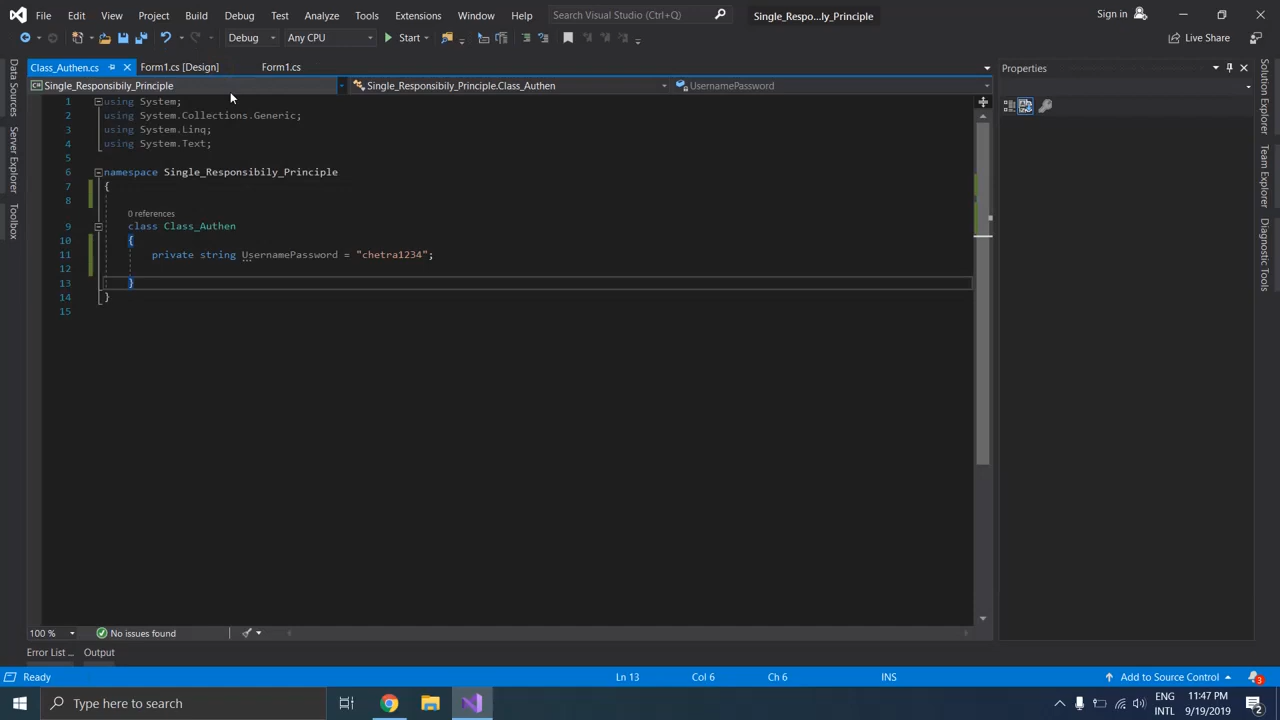 File Edit View Project Build Debug Test Analyze Tools Extensions Window Help Search Visual Studio (Ctrl+Q) Single_Respo...ly_Principle Sign in
Debug Any CPU Start Live Share
Class_Authen.cs Form1.cs [Design] Form1.cs
Single_Responsibily_Principle Single_Responsibily_Principle.Class_Authen UsernamePassword
Properties
Data Sources
Server Explorer
Toolbox
1 using System;
2 using System.Collections.Generic;
3 using System.Linq;
4 using System.Text;
5
6 namespace Single_Responsibily_Principle
7 {
8
0 references
9 class Class_Authen
10 {
11 private string UsernamePassword = "chetra1234";
12
13 }
14 }
15
Solution Explorer
Team Explorer
Diagnostic Tools
100 % No issues found
Error List ... Output
Ready Ln 13 Col 6 Ch 6 INS Add to Source Control 3
Type here to search
ENG
INTL
11:47 PM
9/19/2019
2